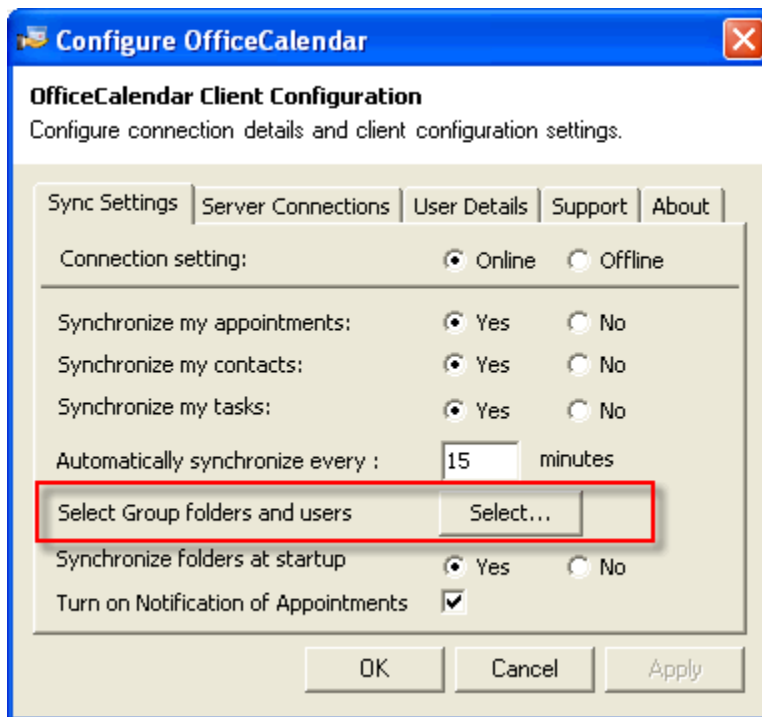 Configure OfficeCalendar
OfficeCalendar Client Configuration
Configure connection details and client configuration settings.
Sync Settings Server Connections User Details Support About
Connection setting: Online Offline
Synchronize my appointments: Yes No
Synchronize my contacts: Yes No
Synchronize my tasks: Yes No
Automatically synchronize every : 15 minutes
Select Group folders and users Select...
Synchronize folders at startup Yes No
Turn on Notification of Appointments
OK Cancel Apply